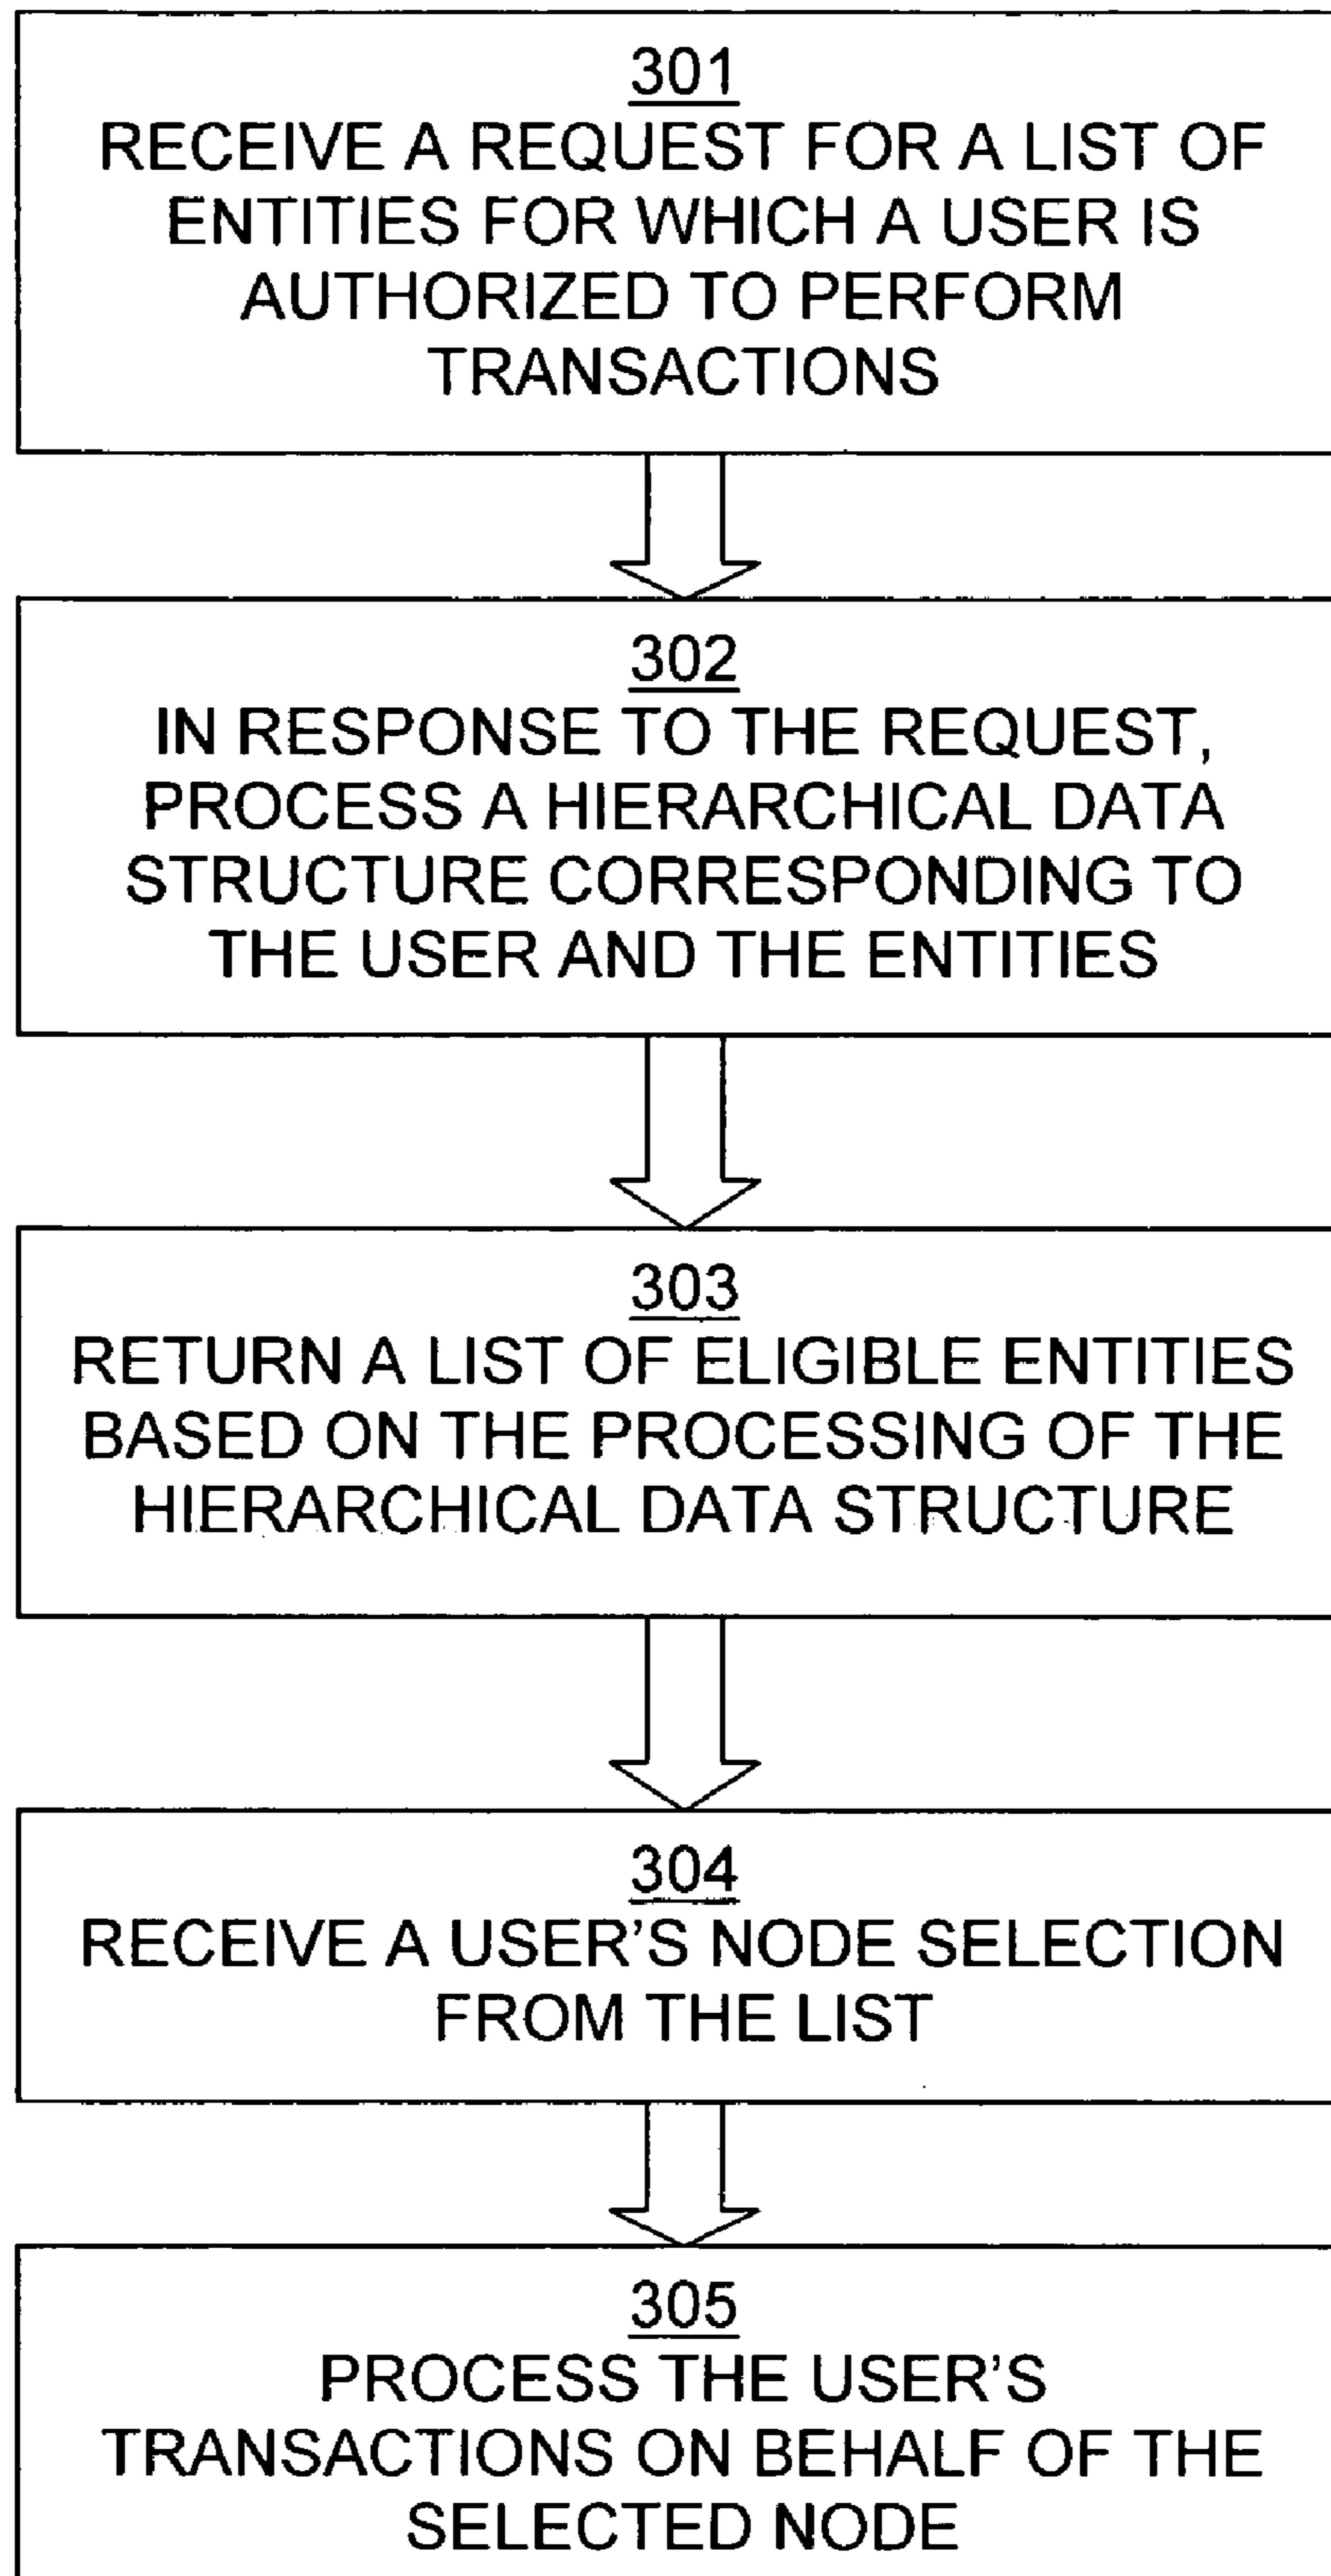 301
RECEIVE A REQUEST FOR A LIST OF
ENTITIES FOR WHICH A USER IS
AUTHORIZED TO PERFORM
TRANSACTIONS
302
IN RESPONSE TO THE REQUEST,
PROCESS A HIERARCHICAL DATA
STRUCTURE CORRESPONDING TO
THE USER AND THE ENTITIES
303
RETURN A LIST OF ELIGIBLE ENTITIES
BASED ON THE PROCESSING OF THE
HIERARCHICAL DATA STRUCTURE
304
RECEIVE A USER'S NODE SELECTION
FROM THE LIST
305
PROCESS THE USER'S
TRANSACTIONS ON BEHALF OF THE
SELECTED NODE